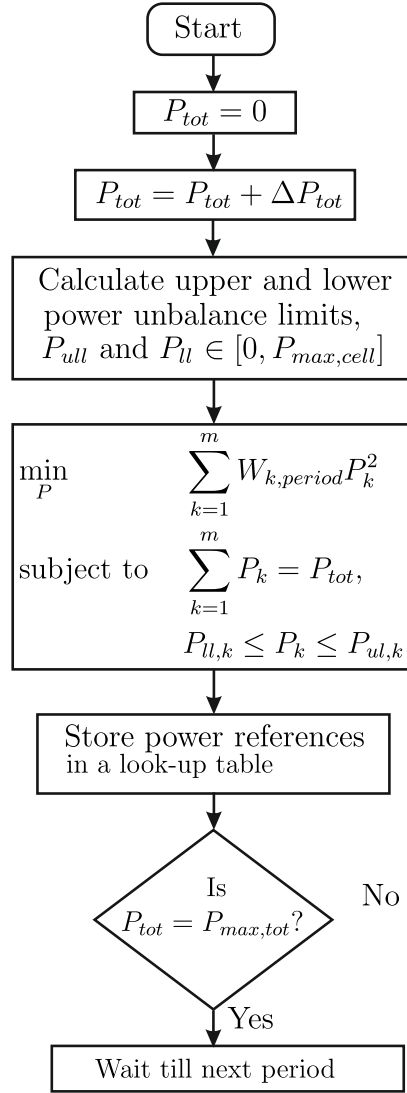 Start
P_{tot} = 0
P_{tot} = P_{tot} + ΔP_{tot}
Calculate upper and lower
power unbalance limits,
P_{ull} and P_{ll} ∈ [0, P_{max,cell}]
min_{P} \sum_{k=1}^{m} W_{k,period} P_k^2
subject to \sum_{k=1}^{m} P_k = P_{tot},
P_{ll,k} ≤ P_k ≤ P_{ul,k}
Store power references
in a look-up table
Is
P_{tot} = P_{max,tot}?
No
Yes
Wait till next period